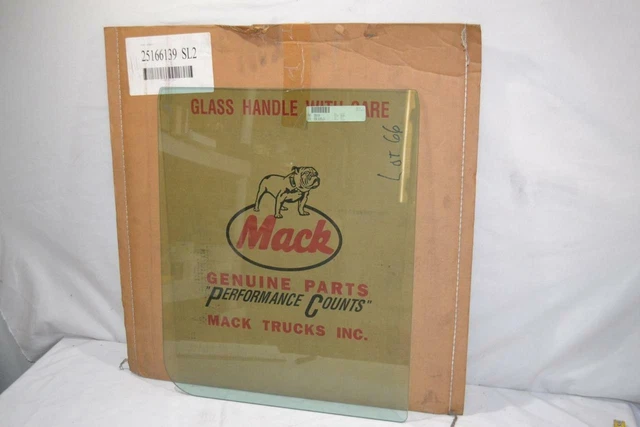 25166139 SL2
GLASS HANDLE WITH CARE
Lot 66
Mack
GENUINE PARTS
"PERFORMANCE COUNTS"
MACK TRUCKS INC.